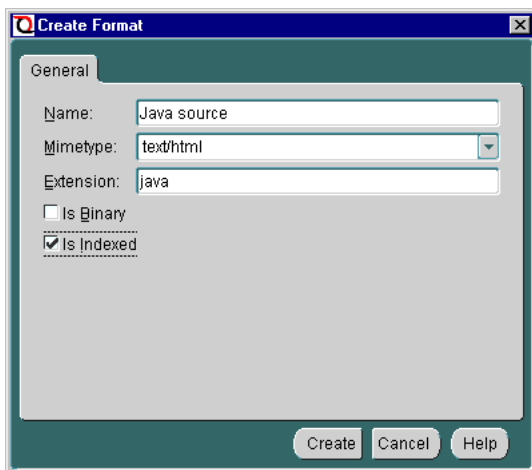 Create Format
General
Name: Java source
Mimetype: text/html
Extension: java
Is Binary
Is Indexed
Create Cancel Help